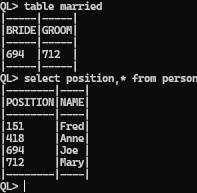 QL> table married
|-----|-----|
|BRIDE|GROOM|
|-----|-----|
|694  |712  |
|-----|-----|
QL> select position,* from person
|--------|----|
|POSITION|NAME|
|--------|----|
|151     |Fred|
|418     |Anne|
|694     |Joe |
|712     |Mary|
|--------|----|
QL>